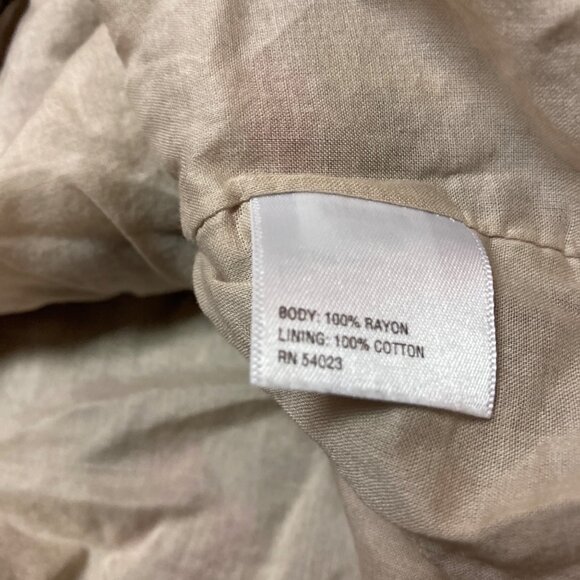 BODY: 100% RAYON
LINING: 100% COTTON
RN 54023